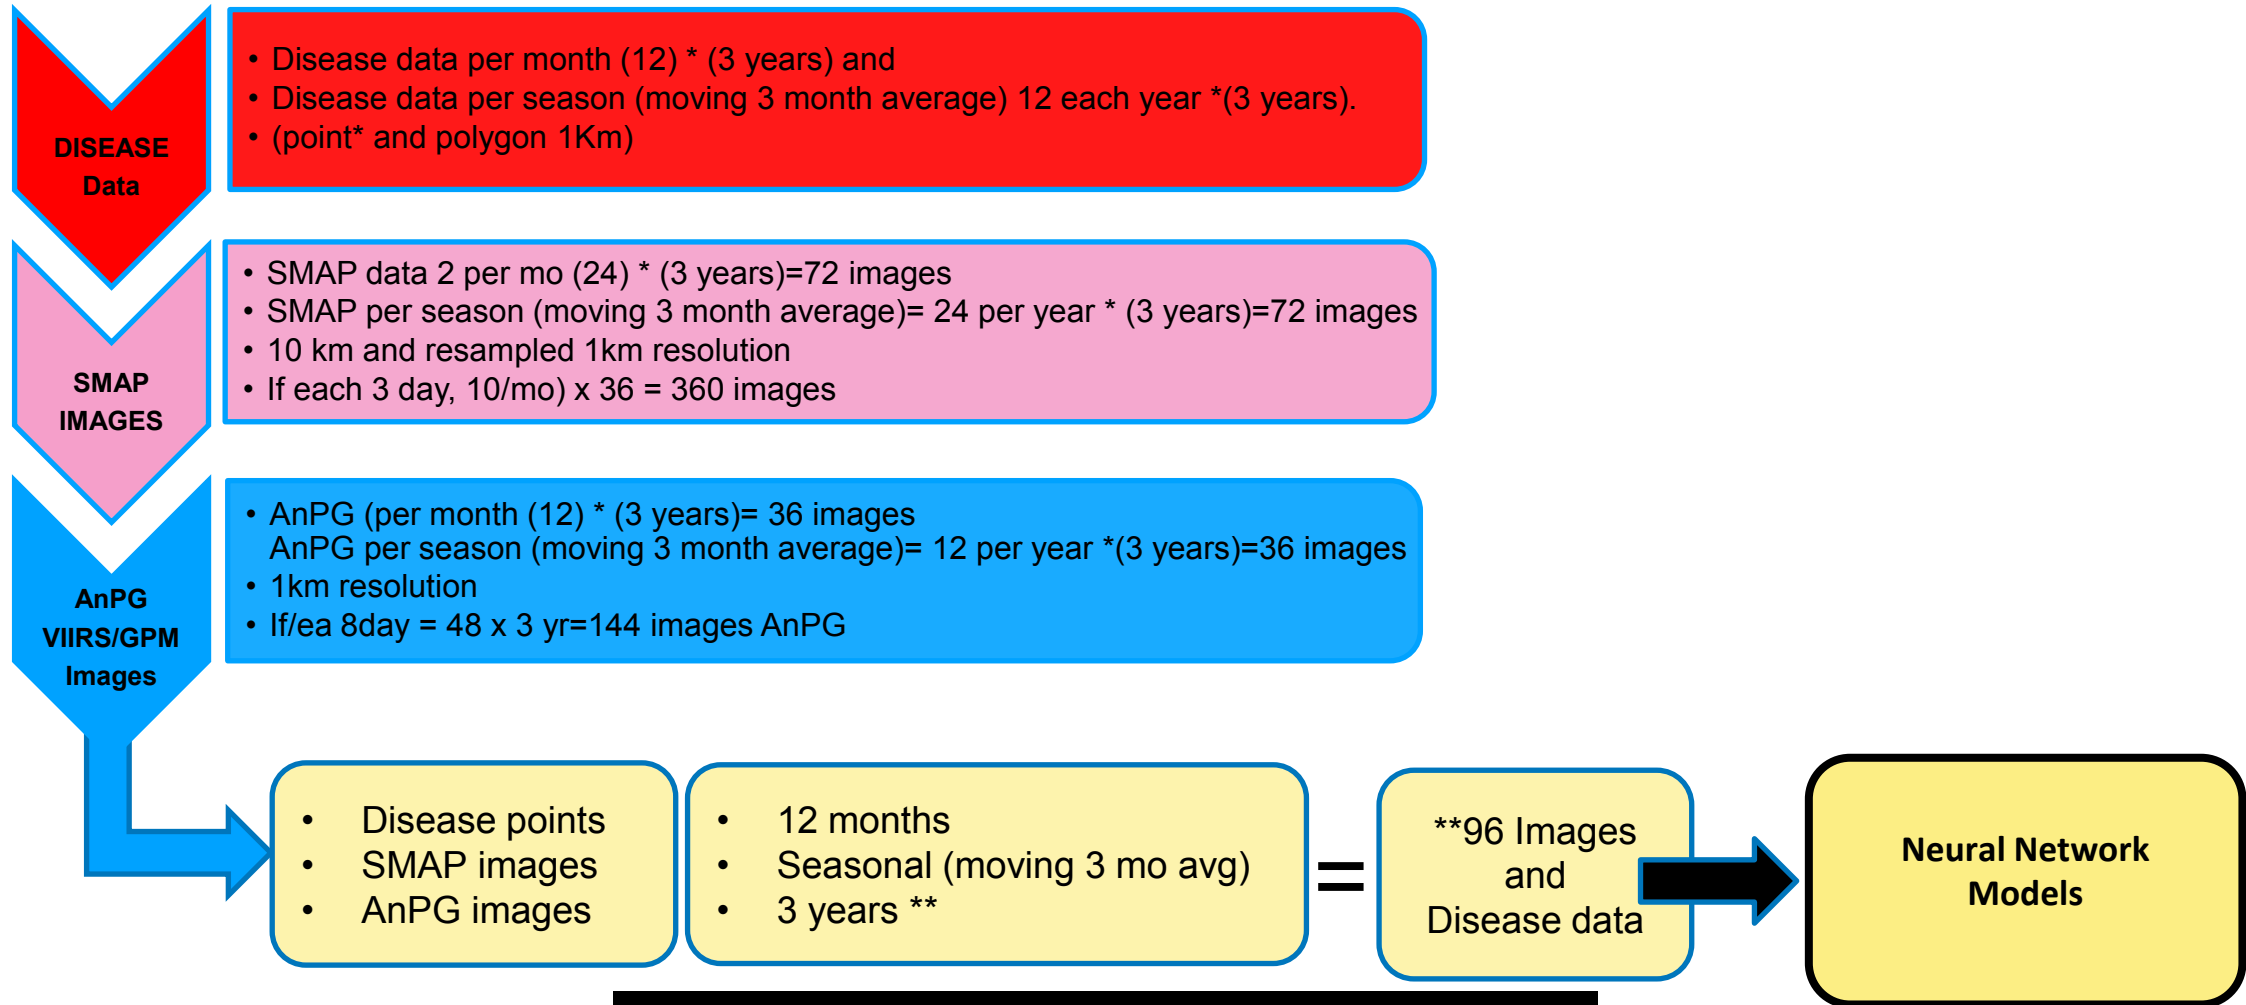 DISEASE
Data
• Disease data per month (12) * (3 years) and
• Disease data per season (moving 3 month average) 12 each year *(3 years).
• (point* and polygon 1Km)
SMAP
IMAGES
• SMAP data 2 per mo (24) * (3 years)=72 images
• SMAP per season (moving 3 month average)= 24 per year * (3 years)=72 images
• 10 km and resampled 1km resolution
• If each 3 day, 10/mo) x 36 = 360 images
AnPG
VIIRS/GPM
Images
• AnPG (per month (12) * (3 years)= 36 images
AnPG per season (moving 3 month average)= 12 per year *(3 years)=36 images
• 1km resolution
• If/ea 8day = 48 x 3 yr=144 images AnPG
• Disease points
• SMAP images
• AnPG images
• 12 months
• Seasonal (moving 3 mo avg)
• 3 years **
=
**96 Images
and
Disease data
Neural Network
Models